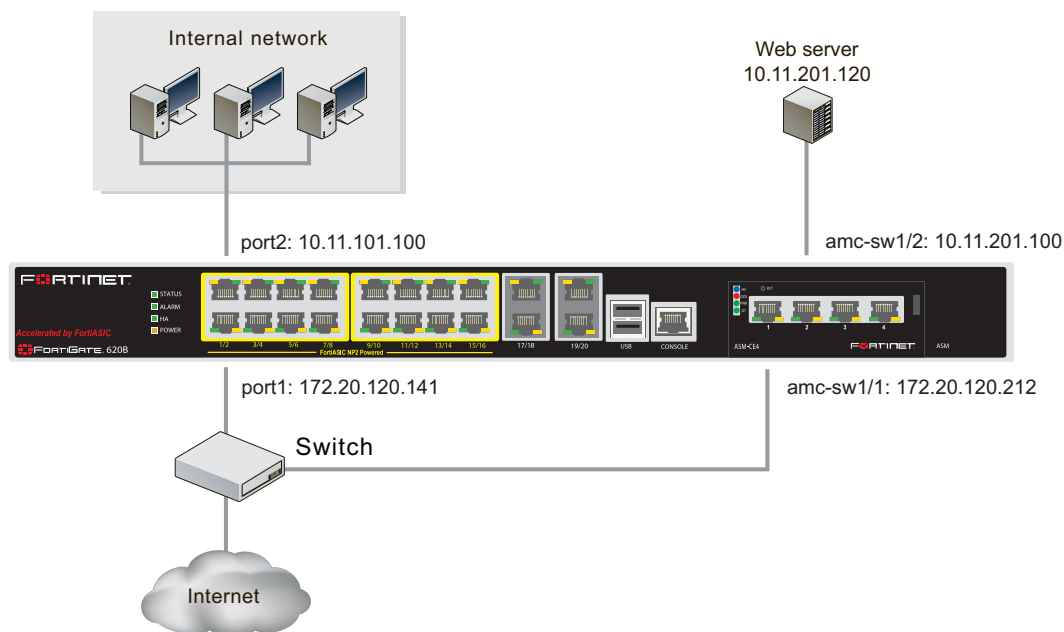 Internal network
Web server
10.11.201.120
port2: 10.11.101.100
amc-sw1/2: 10.11.201.100
FORTINET
STATUS
ALARM
HA
POWER
Accelerated by FortiASIC.
FORTIGATE 620B
1/2 3/4 5/6 7/8 9/10 11/12 13/14 15/16
FortiASIC NP2 Powered
17/18 19/20 USB CONSOLE
1 2 3 4
ASM-CE4 FORTINET ASM
port1: 172.20.120.141
amc-sw1/1: 172.20.120.212
Switch
Internet